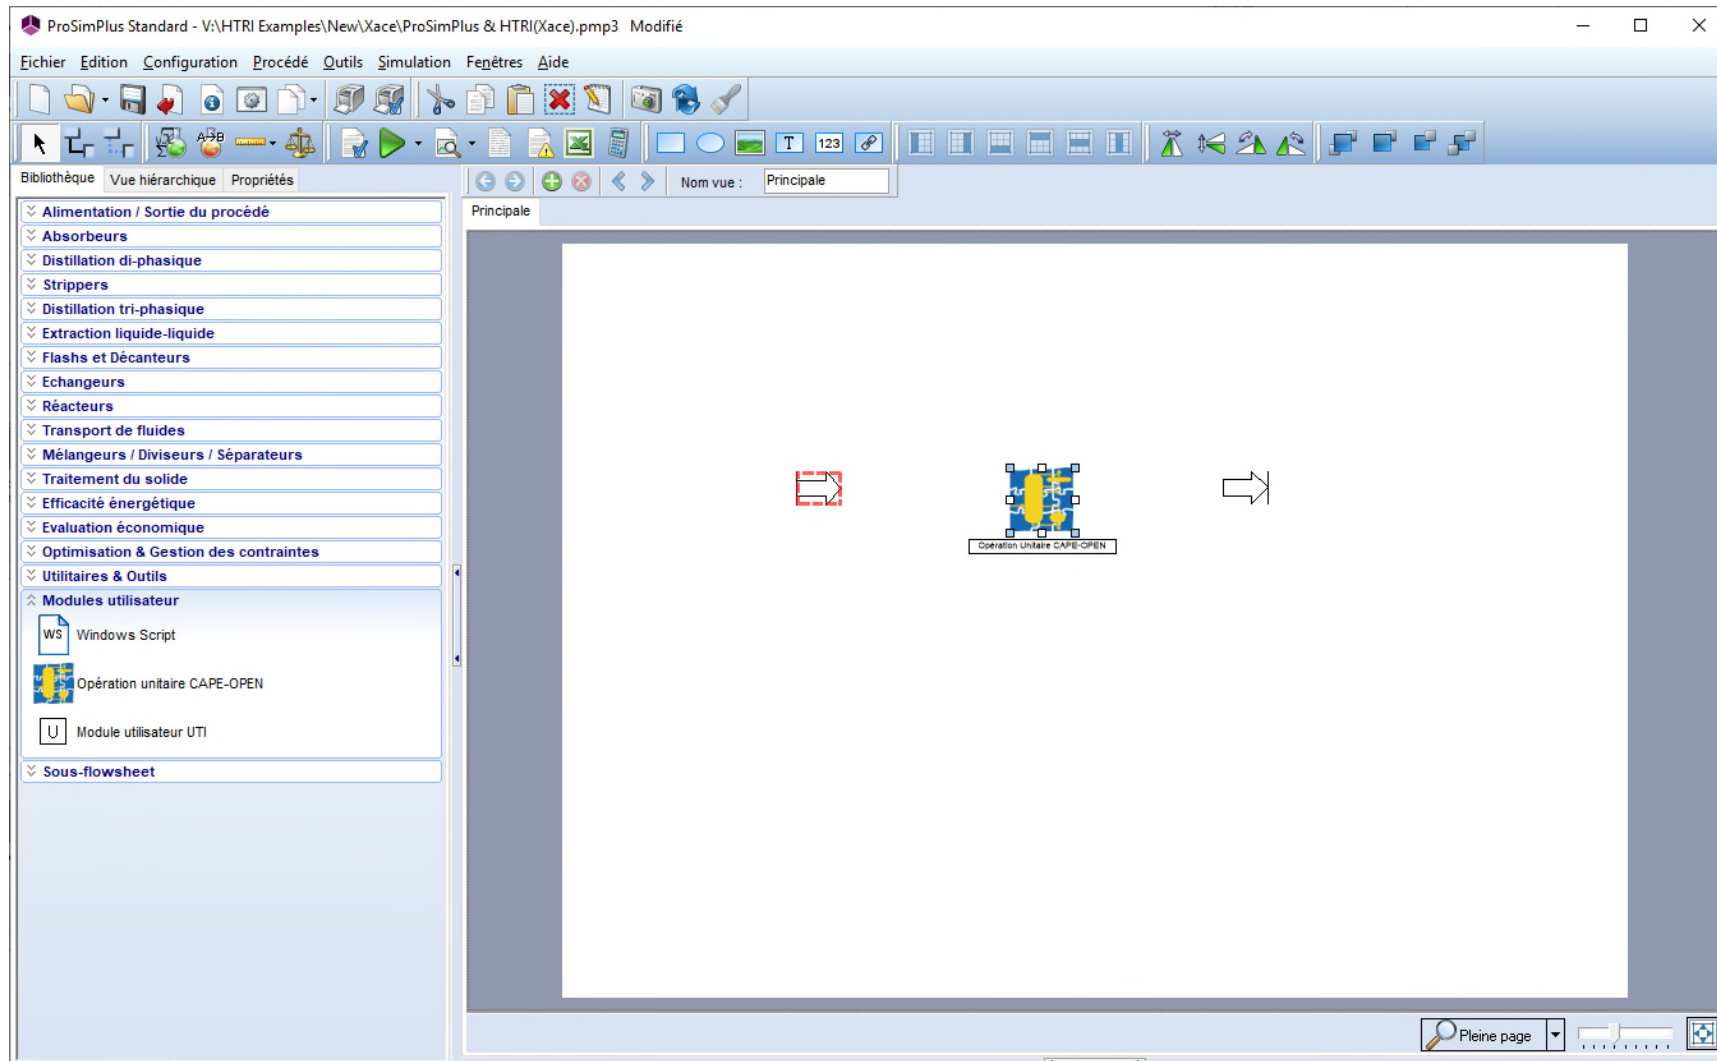 ProSimPlus Standard - V:\HTRI Examples\New\Xace\ProSimPlus & HTRI(Xace).pmp3 Modifié
Fichier Edition Configuration Procédé Outils Simulation Fenêtres Aide
A→B
T 123
Bibliothèque Vue hiérarchique Propriétés
Nom vue : Principale
Principale
Alimentation / Sortie du procédé
Absorbeurs
Distillation di-phasique
Strippers
Distillation tri-phasique
Extraction liquide-liquide
Flashs et Décanteurs
Echangeurs
Réacteurs
Transport de fluides
Mélangeurs / Diviseurs / Séparateurs
Traitement du solide
Efficacité énergétique
Evaluation économique
Optimisation & Gestion des contraintes
Utilitaires & Outils
Modules utilisateur
WS Windows Script
Opération unitaire CAPE-OPEN
U Module utilisateur UTI
Sous-flowsheet
Opération Unitaire CAPE-OPEN
Pleine page